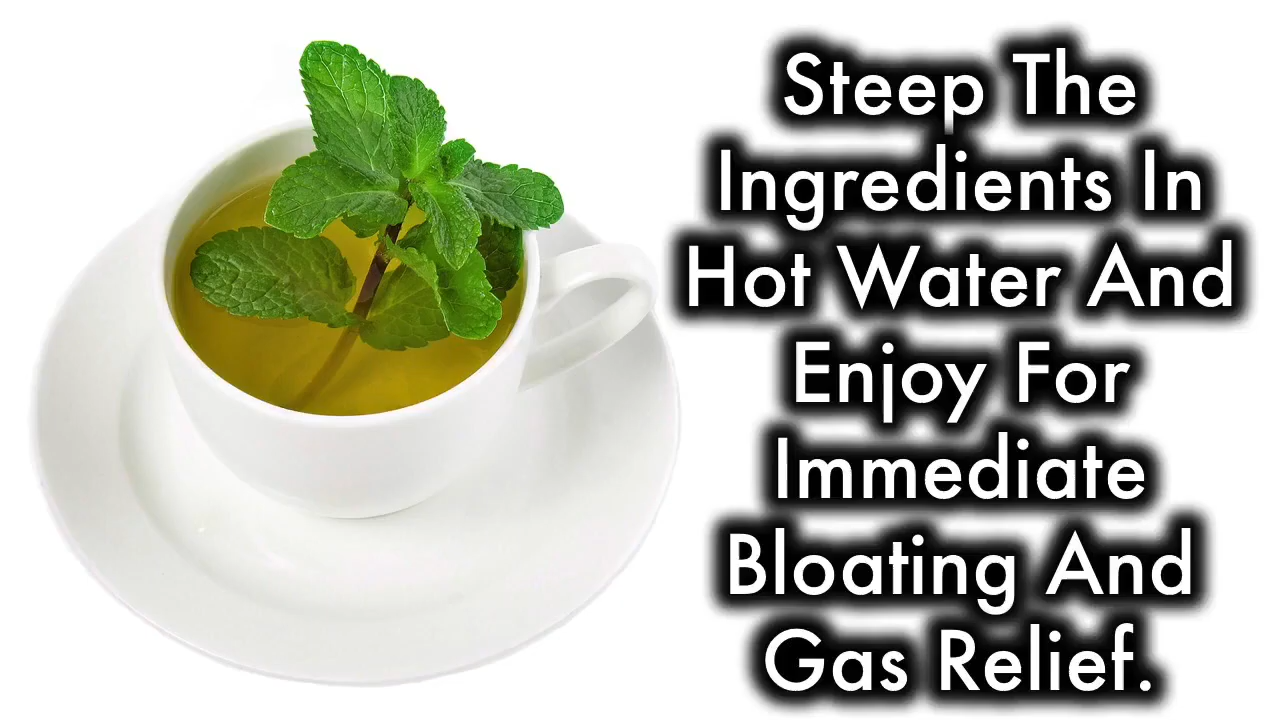 Steep The
Ingredients In
Hot Water And
Enjoy For
Immediate
Bloating And
Gas Relief.